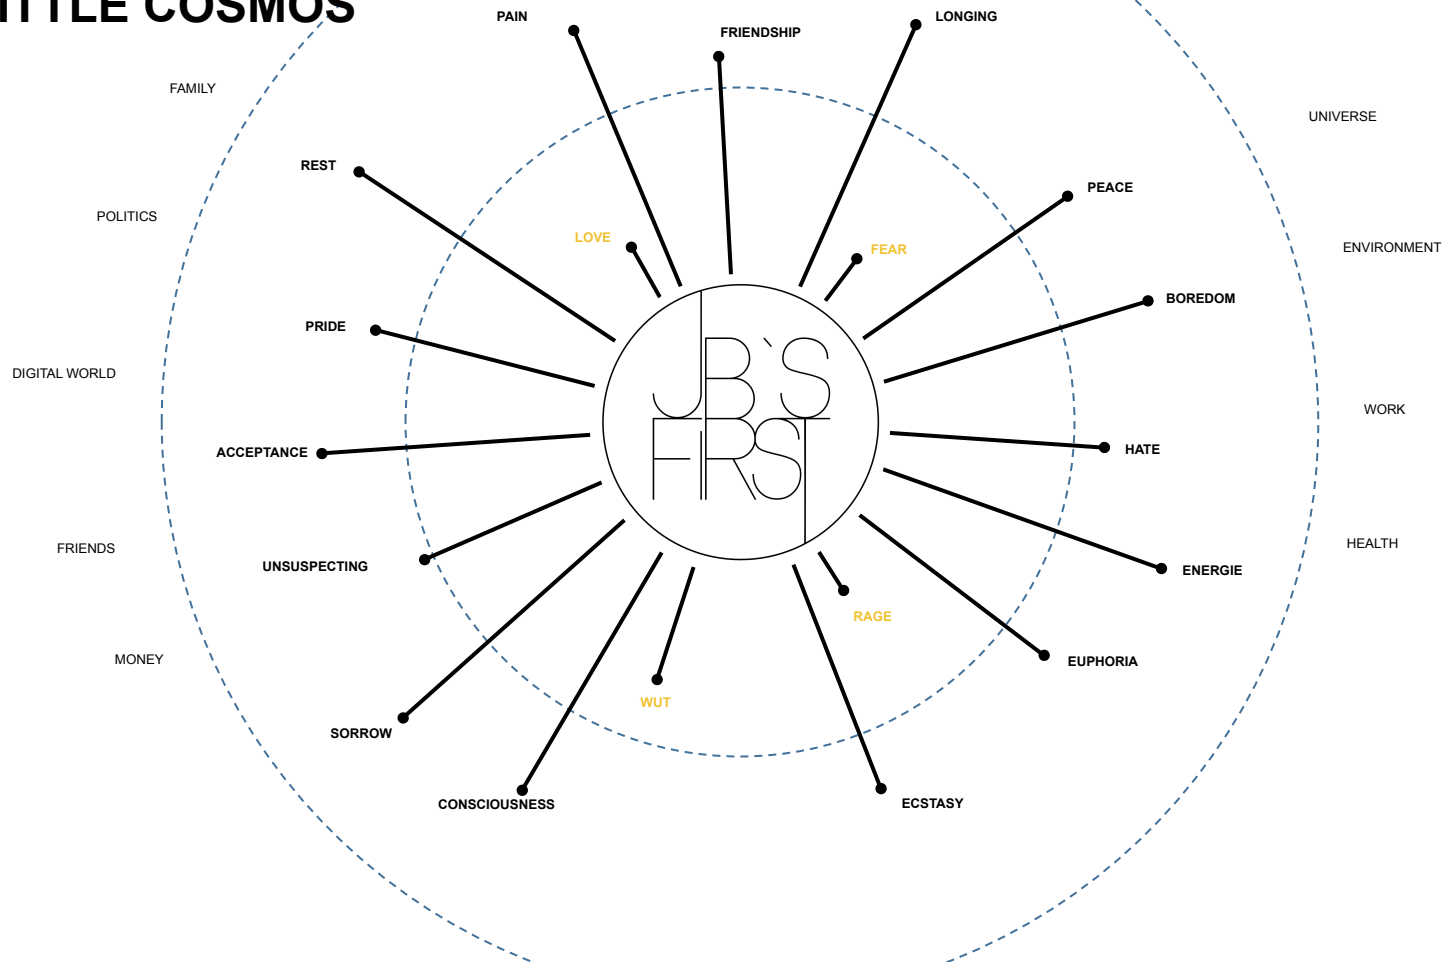 ITTLE COSMOS
PAIN
LONGING
FRIENDSHIP
FAMILY
UNIVERSE
REST
PEACE
POLITICS
LOVE
FEAR
ENVIRONMENT
BOREDOM
PRIDE
JB`S
FIRST
DIGITAL WORLD
WORK
ACCEPTANCE
HATE
FRIENDS
HEALTH
UNSUSPECTING
ENERGIE
RAGE
MONEY
EUPHORIA
WUT
SORROW
CONSCIOUSNESS
ECSTASY